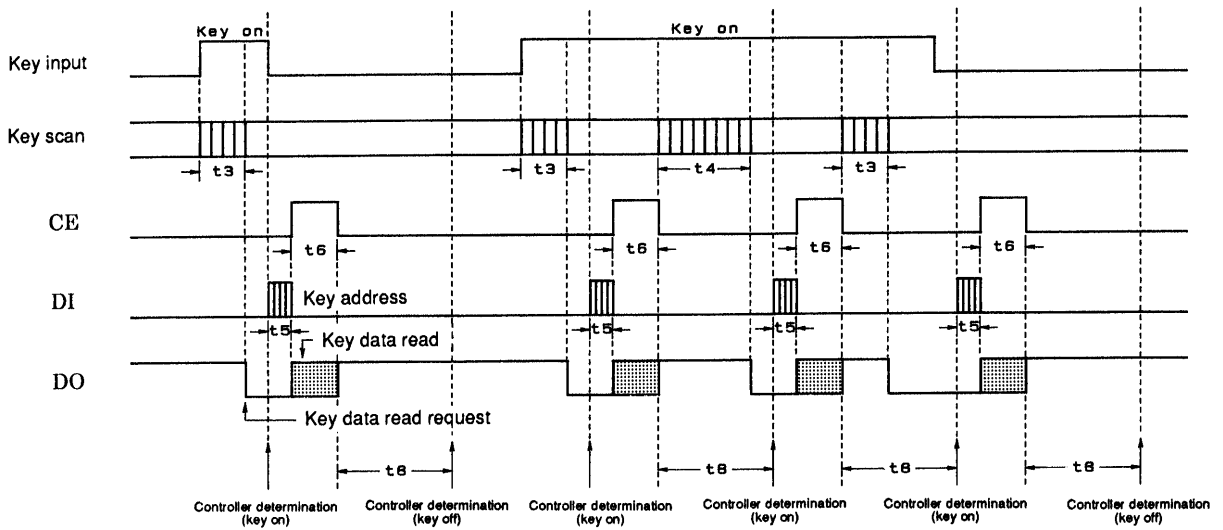 Key on
Key on
Key input
Key scan
t3
t3
t4
t3
CE
t6
t6
t6
t6
DI
Key address
t5
t5
t5
t5
Key data read
DO
Key data read request
t8
t8
t8
t8
Controller determination
(key on)
Controller determination
(key off)
Controller determination
(key on)
Controller determination
(key on)
Controller determination
(key on)
Controller determination
(key off)